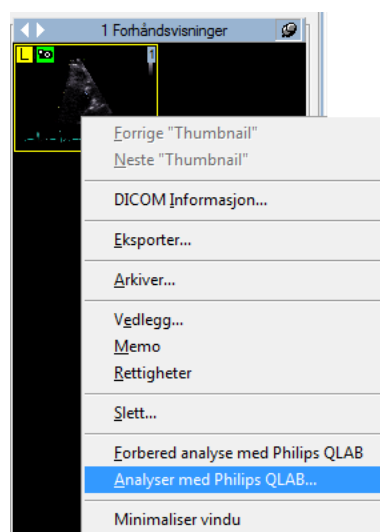 1 Forhåndsvisninger
L 1
Forrige "Thumbnail"
Neste "Thumbnail"
DICOM Informasjon...
Eksporter...
Arkiver...
Vedlegg...
Memo
Rettigheter
Slett...
Forbered analyse med Philips QLAB
Analyser med Philips QLAB...
Minimaliser vindu